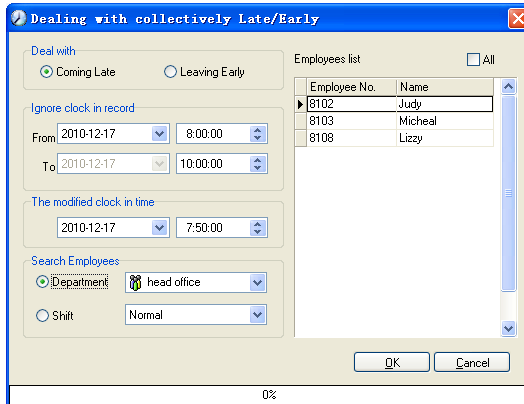 Dealing with collectively Late/Early
Deal with
Coming Late Leaving Early
Ignore clock in record
From 2010-12-17 8:00:00
To 2010-12-17 10:00:00
The modified clock in time
2010-12-17 7:50:00
Search Employees
Department head office
Shift Normal
Employees list All
Employee No. Name
8102 Judy
8103 Micheal
8108 Lizzy
OK Cancel
0%